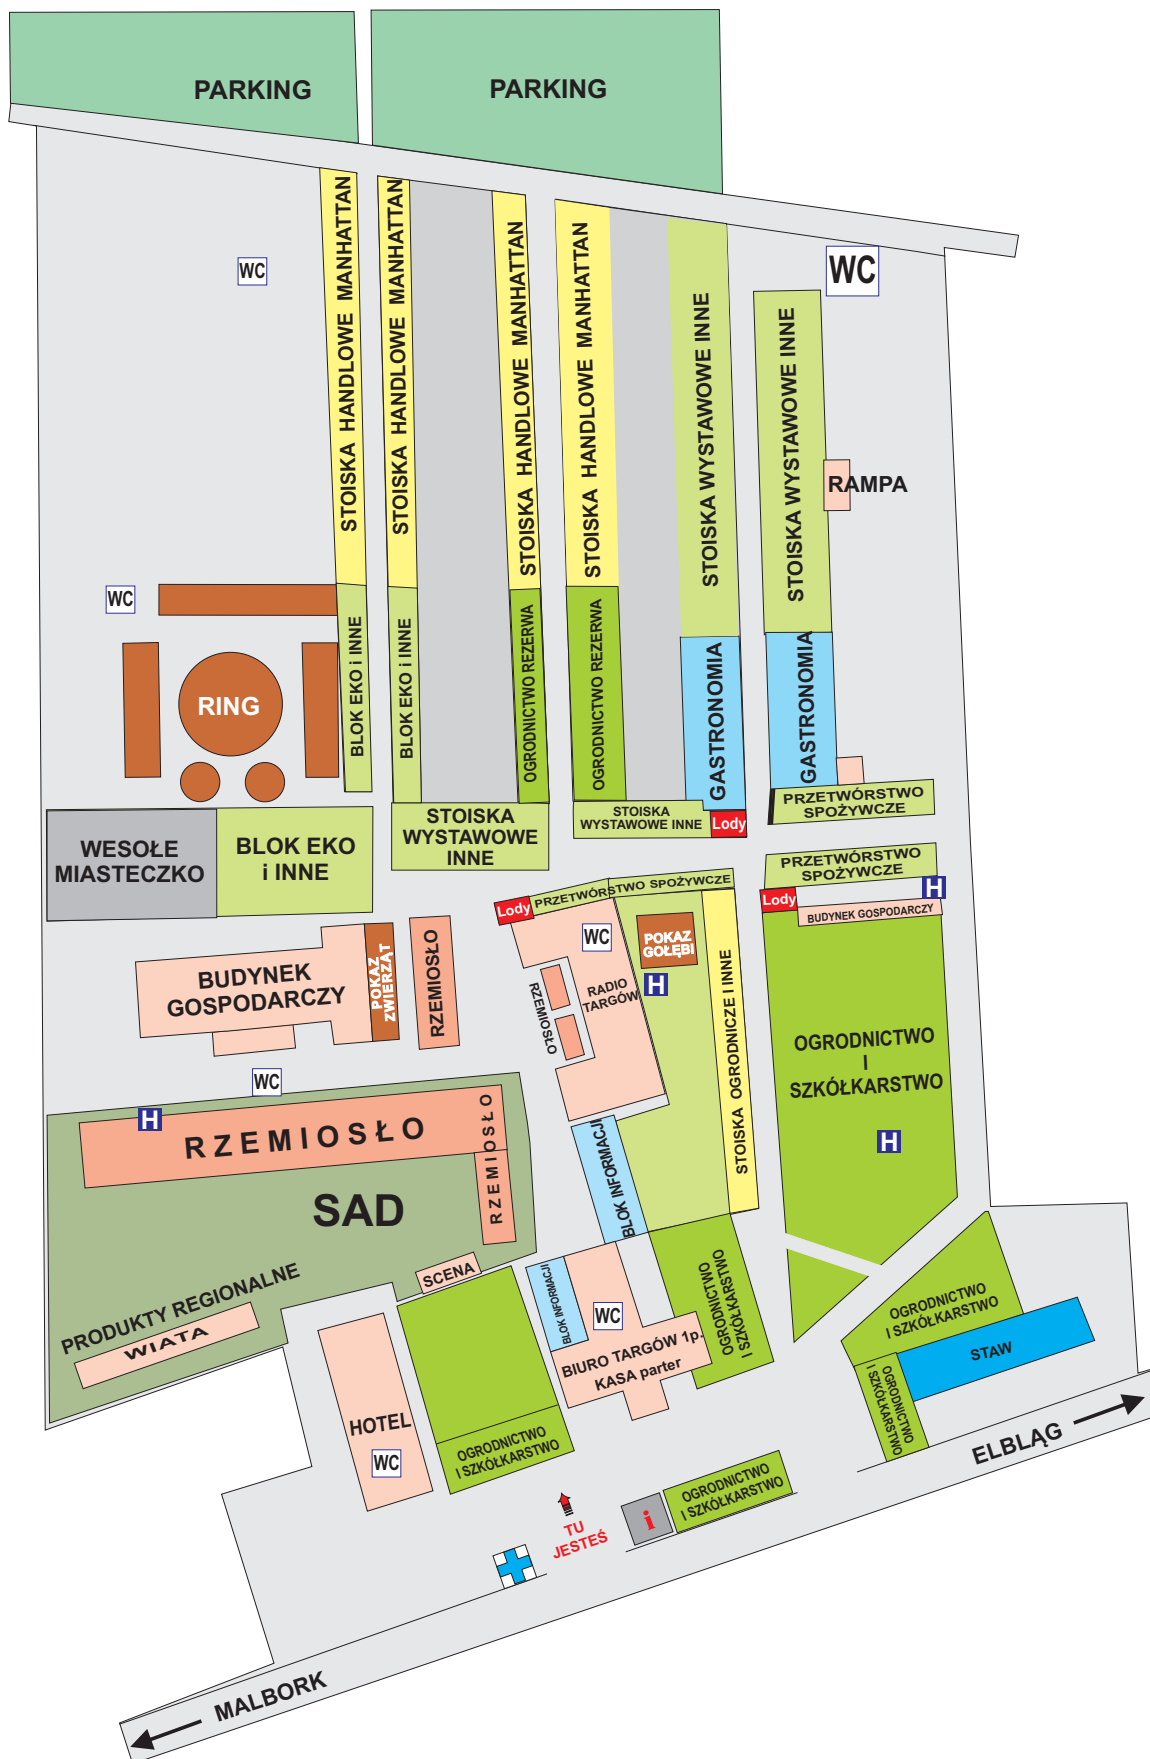 PARKING
PARKING
STOISKA HANDLOWE MANHATTAN
STOISKA HANDLOWE MANHATTAN
STOISKA HANDLOWE MANHATTAN
STOISKA HANDLOWE MANHATTAN
STOISKA WYSTAWOWE INNE
STOISKA WYSTAWOWE INNE
WC
WC
RAMPA
WC
RING
BLOK EKO i INNE
BLOK EKO i INNE
OGRODNICTWO REZERWA
OGRODNICTWO REZERWA
GASTRONOMIA
GASTRONOMIA
WESOŁE
MIASTECZKO
BLOK EKO
i INNE
STOISKA
WYSTAWOWE
INNE
STOISKA
WYSTAWOWE INNE
Lody
PRZETWÓRSTWO
SPOŻYWCZE
PRZETWÓRSTWO
SPOŻYWCZE
H
Lody
BUDYNEK GOSPODARCZY
Lody
PRZETWÓRSTWO SPOŻYWCZE
WC
POKAZ
GOŁĘBI
H
RADIO
TARGÓW
RZEMIOSŁO
STOISKA OGRODNICZE I INNE
BUDYNEK
GOSPODARCZY
POKAZ
ZWIERZĄT
RZEMIOSŁO
OGRODNICTWO
I
SZKÓŁKARSTWO
H
WC
H
RZEMIOSŁO
RZEMIOSŁO
RZEMIOSŁO
SAD
BLOK INFORMACJI
SCENA
PRODUKTY REGIONALNE
WIATA
BLOK INFORMACJI
WC
BIURO TARGÓW 1p.
KASA parter
OGRODNICTWO
I SZKÓŁKARSTWO
OGRODNICTWO
I SZKÓŁKARSTWO
STAW
OGRODNICTWO
I SZKÓŁKARSTWO
HOTEL
WC
OGRODNICTWO
I SZKÓŁKARSTWO
OGRODNICTWO
I SZKÓŁKARSTWO
i
TU
JESTEŚ
ELBLĄG
MALBORK